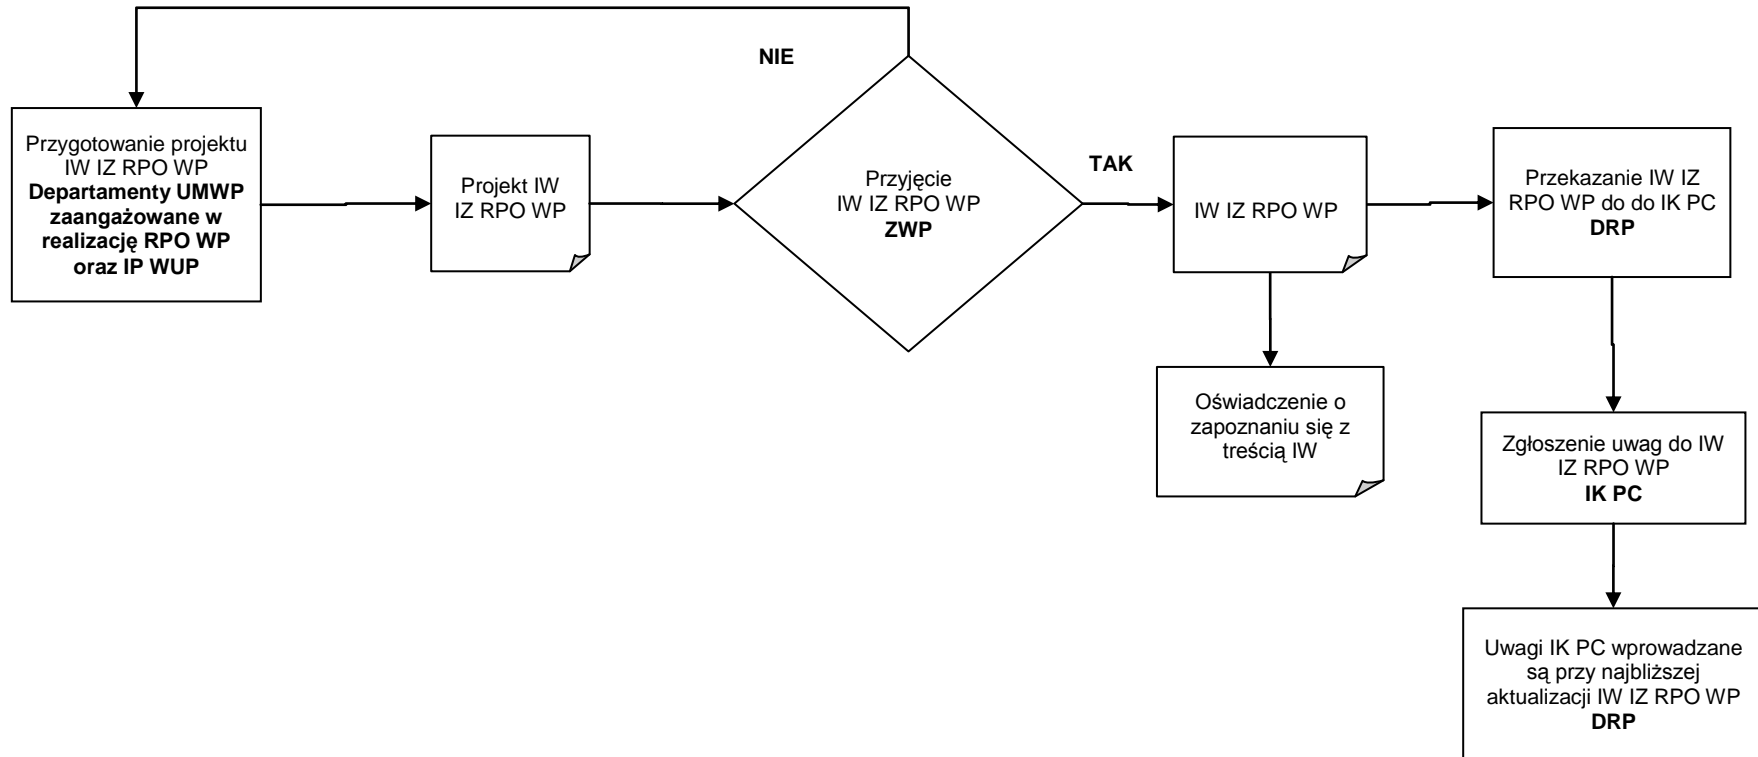 NIE
Przygotowanie projektu
IW IZ RPO WP
Departamenty UMWP
zaangażowane w
realizację RPO WP
oraz IP WUP
Projekt IW
IZ RPO WP
Przyjęcie
IW IZ RPO WP
ZWP
TAK
IW IZ RPO WP
Przekazanie IW IZ
RPO WP do do IK PC
DRP
Oświadczenie o
zapoznaniu się z
treścią IW
Zgłoszenie uwag do IW
IZ RPO WP
IK PC
Uwagi IK PC wprowadzane
są przy najbliższej
aktualizacji IW IZ RPO WP
DRP